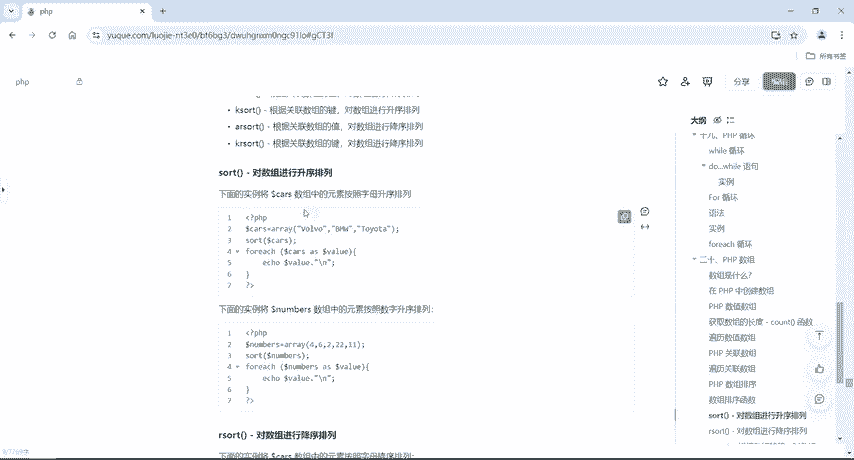 php
yuque.com/luojie-nt3e0/bt6bg3/dwuhgnxm0ngc91lo#gCT3f
所有书签
php
分享
ksort() - 根据关联数组的键，对数组进行升序排列
arsort() - 根据关联数组的值，对数组进行降序排列
krsort() - 根据关联数组的键，对数组进行降序排列
sort() - 对数组进行升序排列
下面的实例将 $cars 数组中的元素按照字母升序排列
1 <?php
2 $cars=array("Volvo","BMW","Toyota");
3 sort($cars);
4 foreach ($cars as $value){
5 echo $value."\n";
6 }
7 ?>
下面的实例将 $numbers 数组中的元素按照数字升序排列：
1 <?php
2 $numbers=array(4,6,2,22,11);
3 sort($numbers);
4 foreach ($numbers as $value){
5 echo $value."\n";
6 }
7 ?>
rsort() - 对数组进行降序排列
下面的实例将 $cars 数组中的元素按照字母降序排列：
大纲
十九、PHP 循环
while 循环
do...while 语句
实例
For 循环
语法
实例
foreach 循环
二十、PHP 数组
数组是什么？
在 PHP 中创建数组
PHP 数值数组
获取数组的长度 - count() 函数
遍历数值数组
PHP 关联数组
遍历关联数组
PHP 数组排序
数组排序函数
sort() - 对数组进行升序排列
rsort() - 对数组进行降序排列